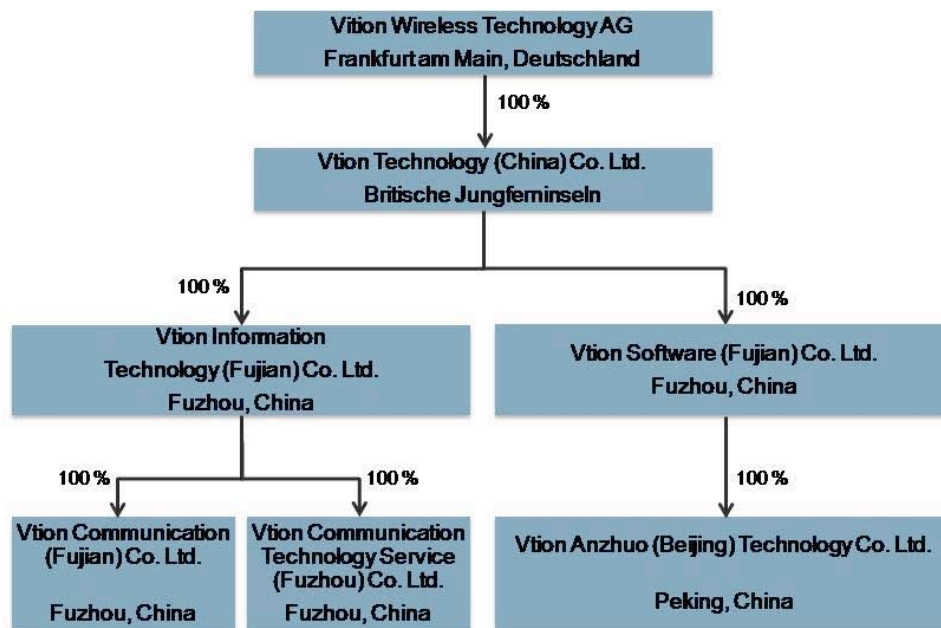 Vtion Wireless Technology AG
Frankfurt am Main, Deutschland
100 %
Vtion Technology (China) Co. Ltd.
Britische Jungferninseln
100 %
100 %
Vtion Information
Technology (Fujian) Co. Ltd.
Fuzhou, China
Vtion Software (Fujian) Co. Ltd.
Fuzhou, China
100 %
100 %
100 %
Vtion Communication
(Fujian) Co. Ltd.
Fuzhou, China
Vtion Communication
Technology Service
(Fuzhou) Co. Ltd.
Fuzhou, China
Vtion Anzhuo (Beijing) Technology Co. Ltd.
Peking, China